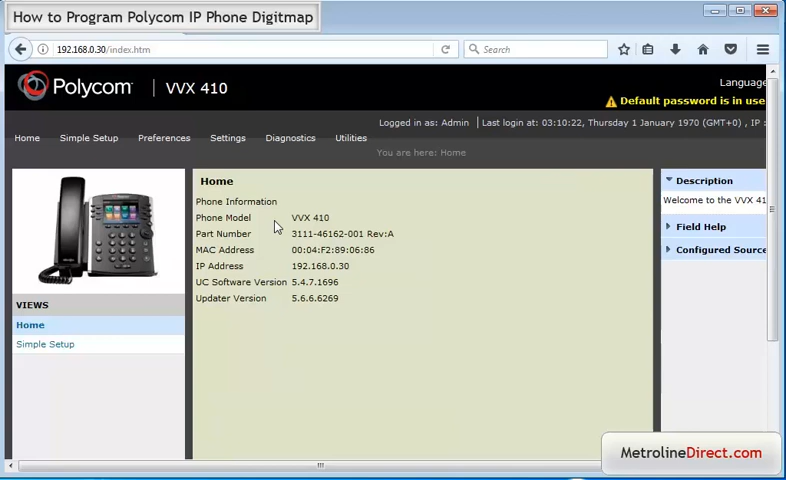 How to Program Polycom IP Phone Digitmap
192.168.0.30/index.htm
Search
Polycom | VVX 410
Language
Default password is in use
Logged in as: Admin | Last login at: 03:10:22, Thursday 1 January 1970 (GMT+0) , IP :
Home Simple Setup Preferences Settings Diagnostics Utilities
You are here: Home
Home
Phone Information
Phone Model VVX 410
Part Number 3111-46162-001 Rev:A
MAC Address 00:04:F2:89:06:86
IP Address 192.168.0.30
UC Software Version 5.4.7.1696
Updater Version 5.6.6.6269
VIEWS
Home
Simple Setup
Description
Welcome to the VVX 41
Field Help
Configured Source
MetrolineDirect.com